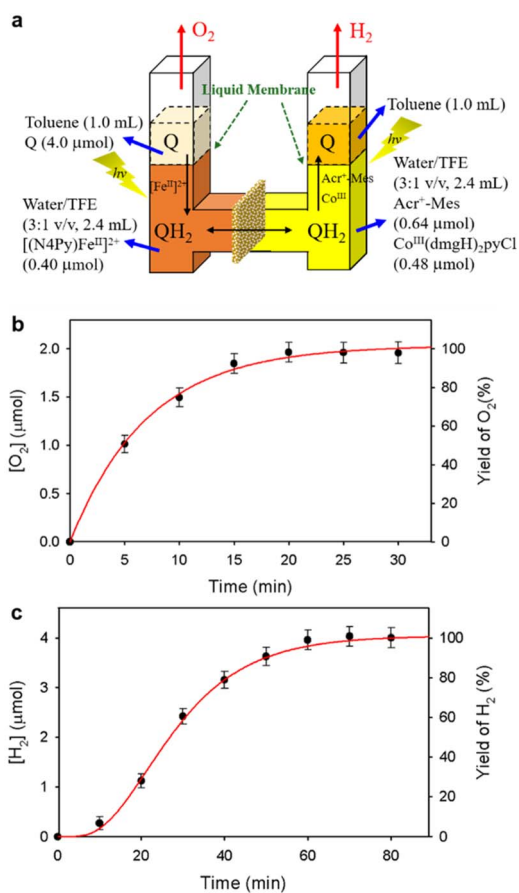 a
O₂
H₂
Liquid Membrane
Toluene (1.0 mL)
Q (4.0 μmol)
Q
Q
Toluene (1.0 mL)
hν
hν
[Feᴵᴵ]²⁺
Acr⁺-Mes
Coᴵᴵᴵ
Water/TFE
(3:1 v/v, 2.4 mL)
[(N4Py)Feᴵᴵ]²⁺
(0.40 μmol)
QH₂
QH₂
Water/TFE
(3:1 v/v, 2.4 mL)
Acr⁺-Mes
(0.64 μmol)
Coᴵᴵᴵ(dmgH)₂pyCl
(0.48 μmol)
b
[O₂] (μmol)
2.0
1.5
1.0
0.5
0.0
0 5 10 15 20 25 30
Time (min)
100
80
60
40
20
0
Yield of O₂(%)
c
[H₂] (μmol)
4
3
2
1
0
0 20 40 60 80
Time (min)
100
80
60
40
20
0
Yield of H₂ (%)